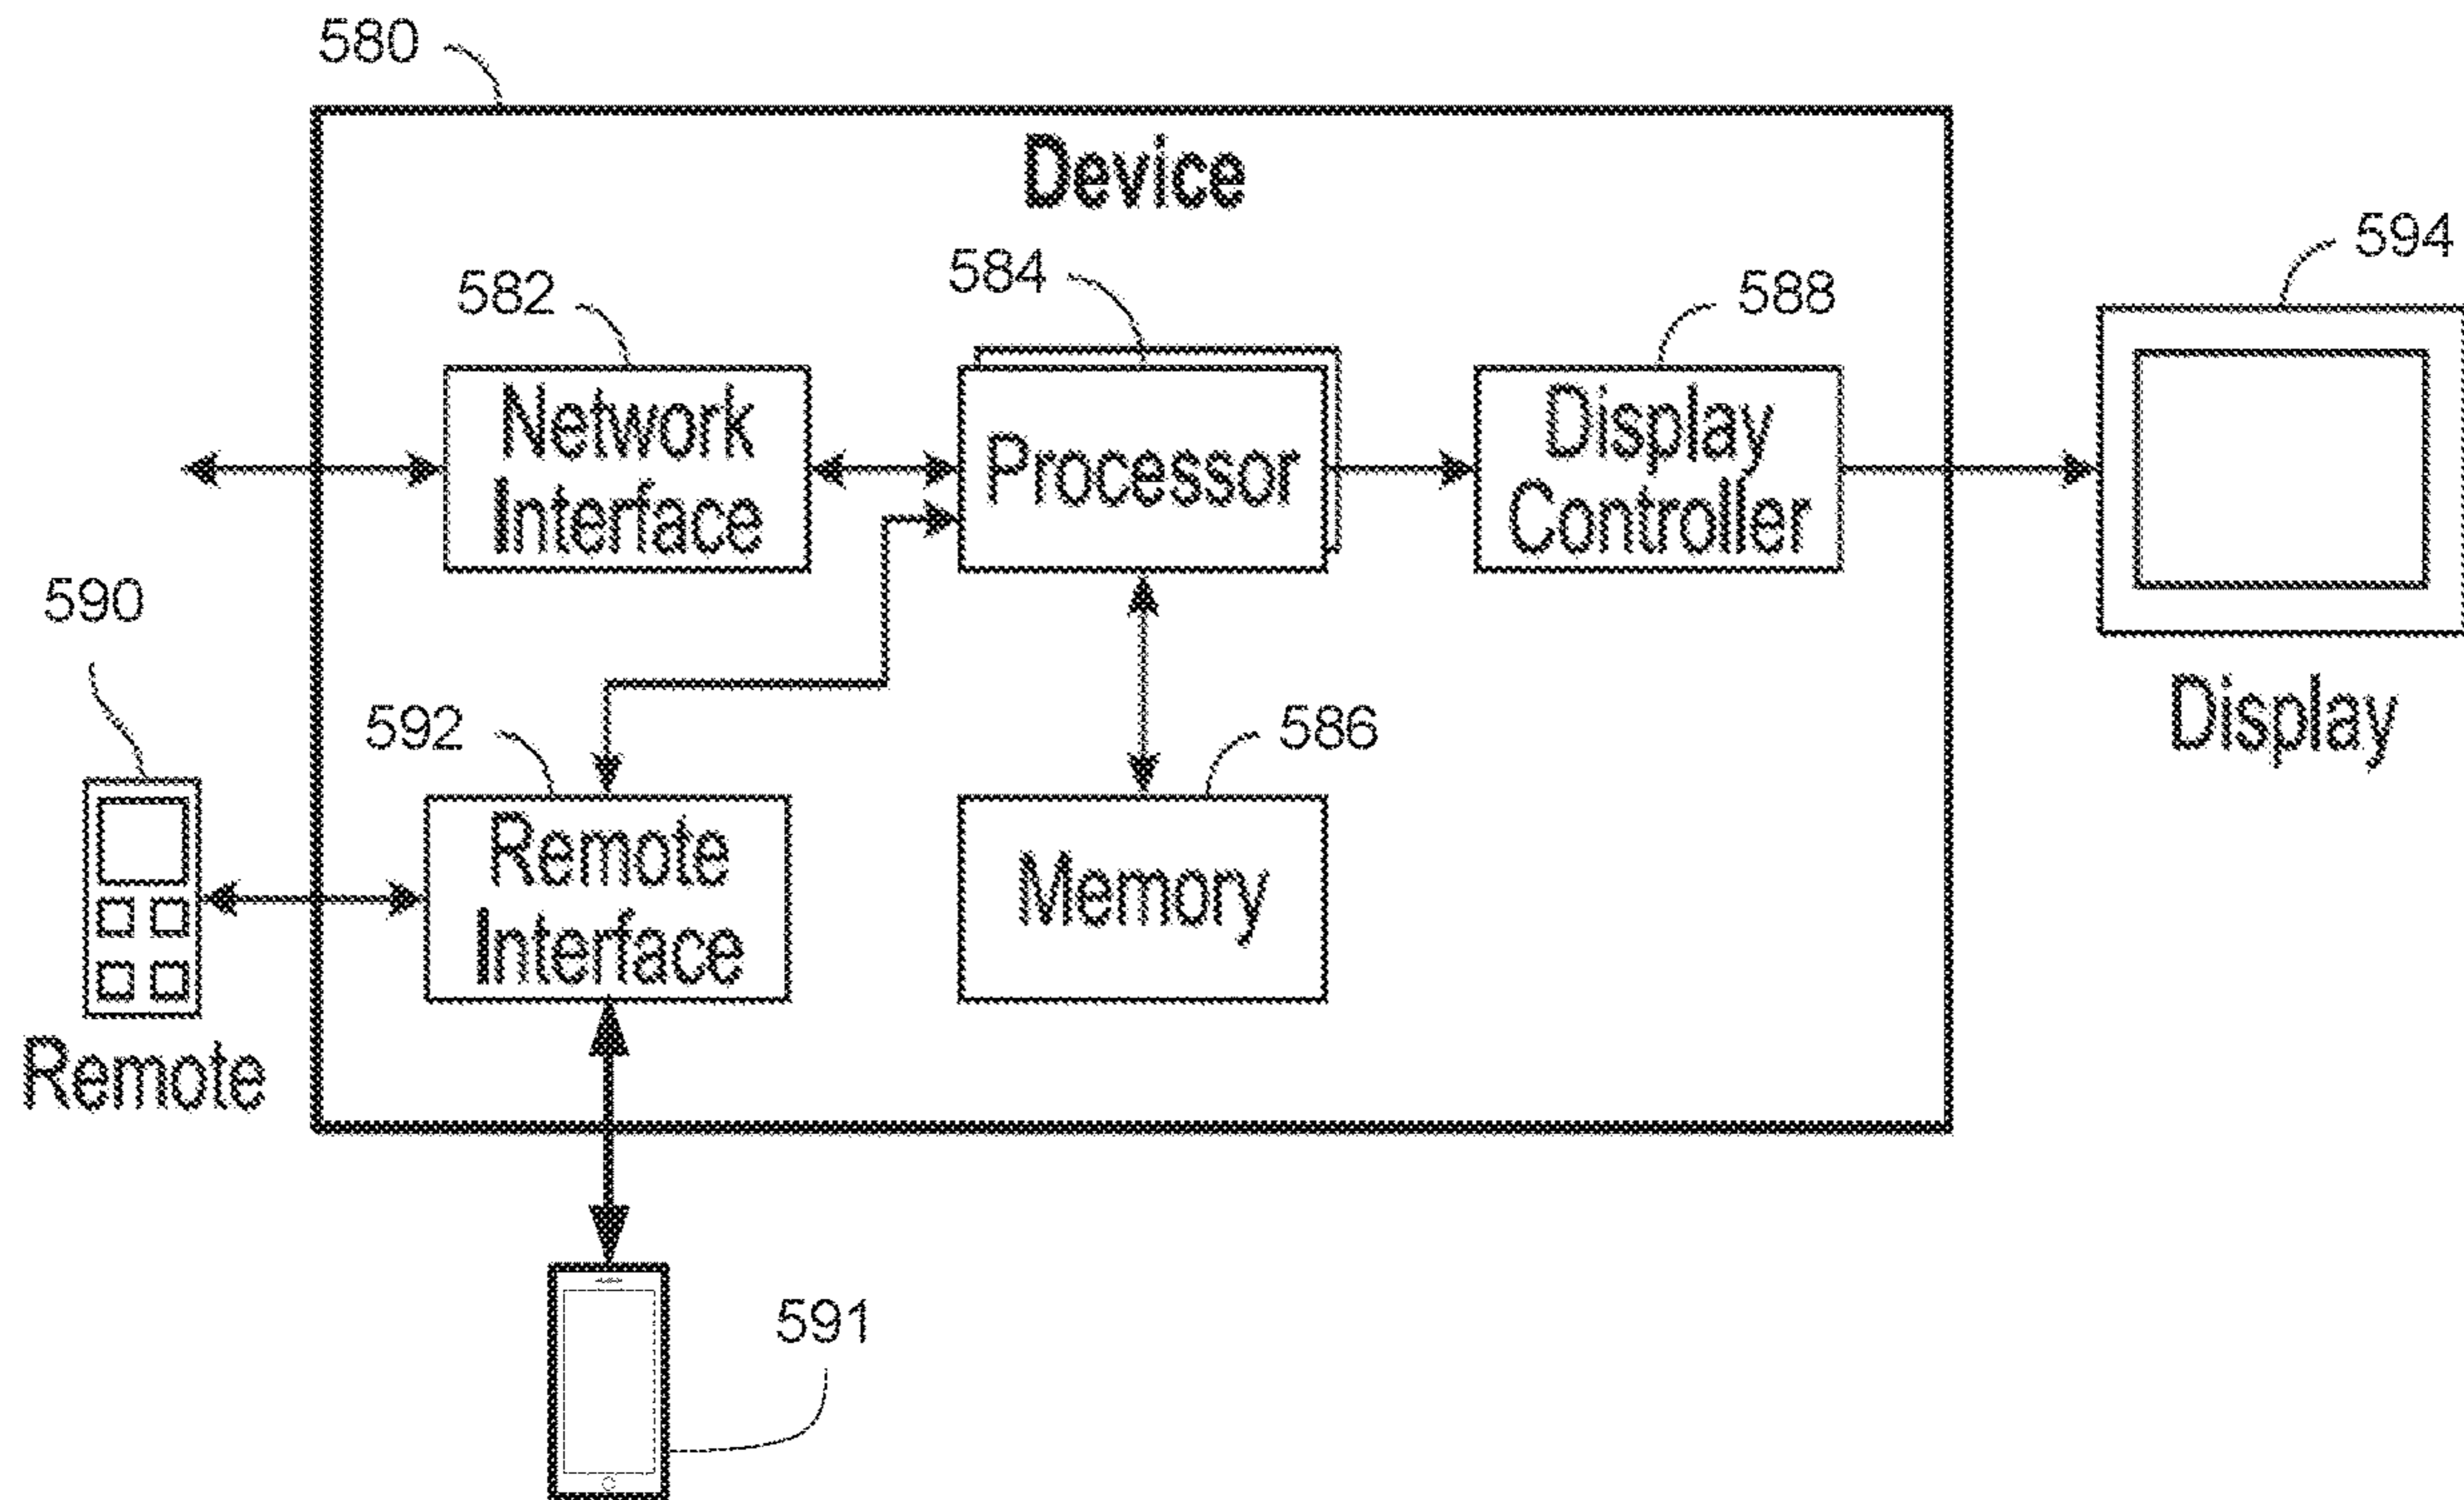 580
Device
594
584
582
588
Network
Interface
Processor
Display
Controller
590
Display
592
586
Remote
Interface
Memory
Remote
591